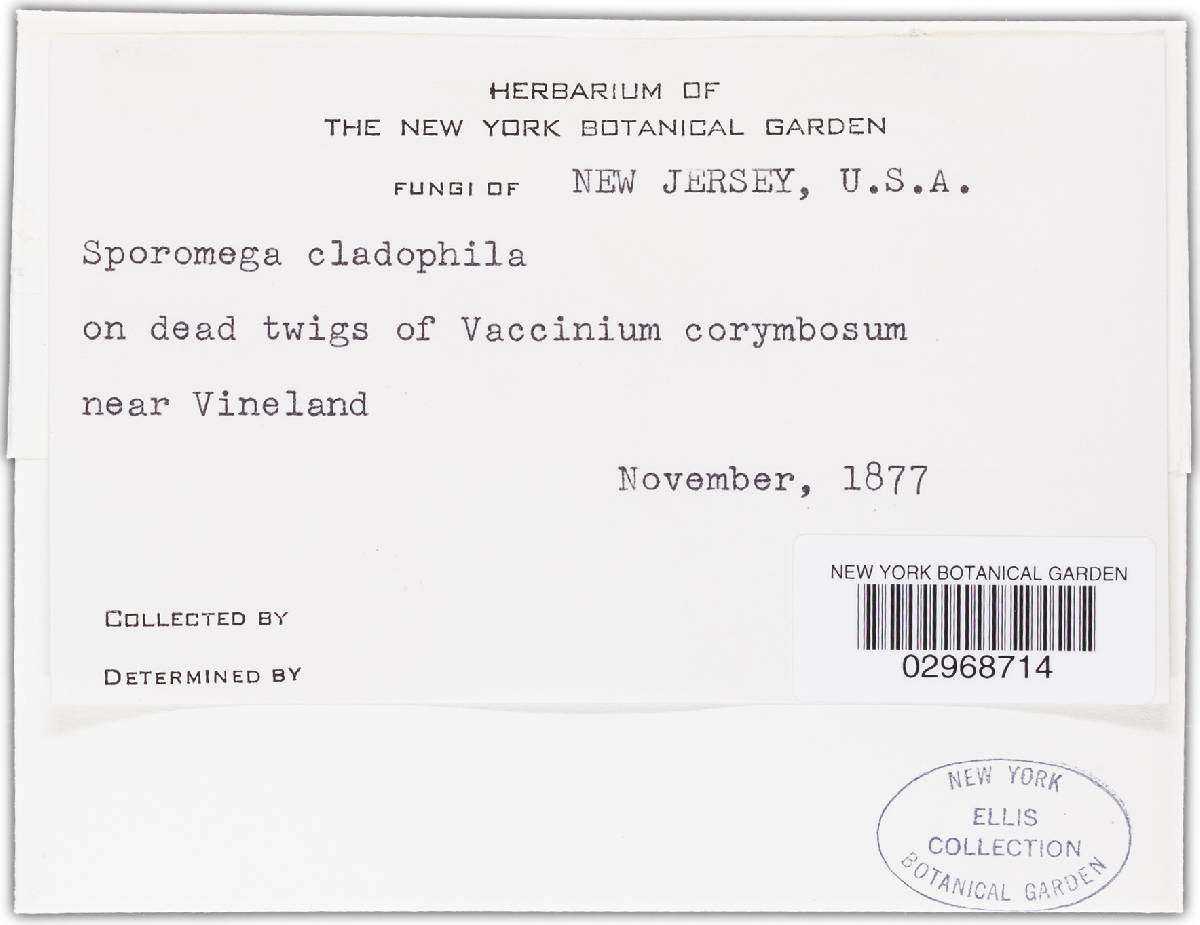 HERBARIUM OF
THE NEW YORK BOTANICAL GARDEN
FUNGI OF NEW JERSEY, U.S.A.
Sporomega cladophila
on dead twigs of Vaccinium corymbosum
near Vineland
November, 1877
COLLECTED BY
DETERMINED BY
NEW YORK BOTANICAL GARDEN
02968714
NEW YORK
ELLIS
COLLECTION
BOTANICAL GARDEN